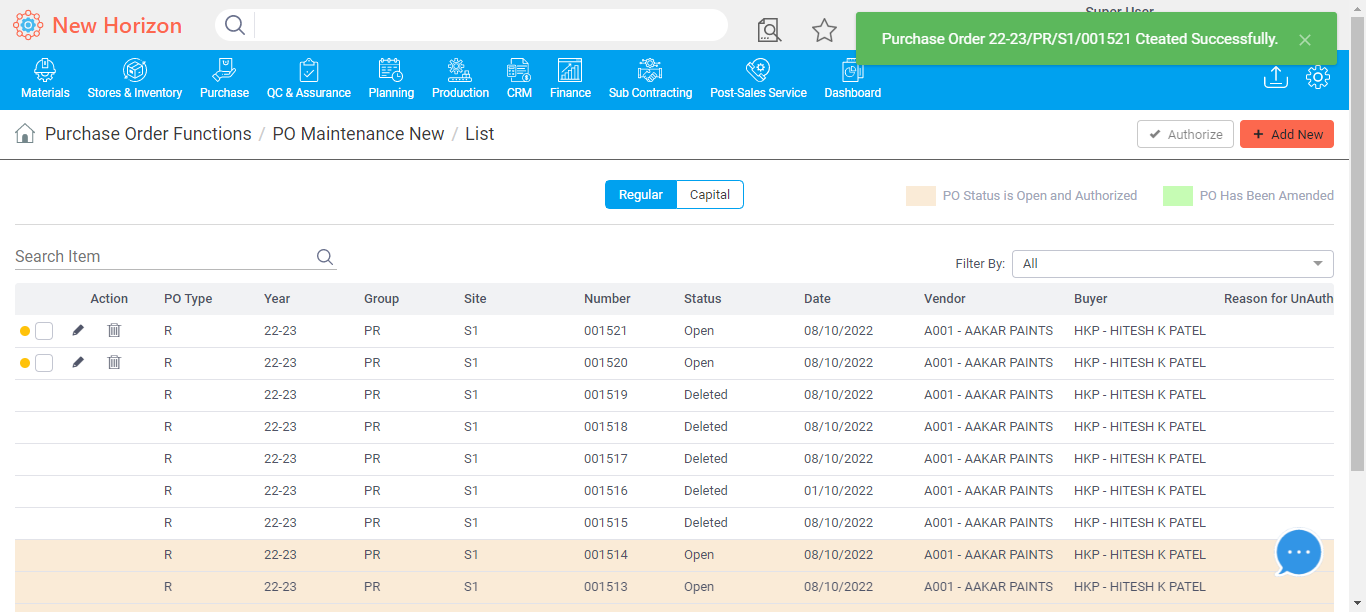 Super User
New Horizon
Purchase Order 22-23/PR/S1/001521 Cteated Successfully.
Materials Stores & Inventory Purchase QC & Assurance Planning Production CRM Finance Sub Contracting Post-Sales Service Dashboard
Purchase Order Functions / PO Maintenance New / List
Authorize + Add New
Regular Capital PO Status is Open and Authorized PO Has Been Amended
Search Item
Filter By: All
Action PO Type Year Group Site Number Status Date Vendor Buyer Reason for UnAuth
R 22-23 PR S1 001521 Open 08/10/2022 A001 - AAKAR PAINTS HKP - HITESH K PATEL
R 22-23 PR S1 001520 Open 08/10/2022 A001 - AAKAR PAINTS HKP - HITESH K PATEL
R 22-23 PR S1 001519 Deleted 08/10/2022 A001 - AAKAR PAINTS HKP - HITESH K PATEL
R 22-23 PR S1 001518 Deleted 08/10/2022 A001 - AAKAR PAINTS HKP - HITESH K PATEL
R 22-23 PR S1 001517 Deleted 08/10/2022 A001 - AAKAR PAINTS HKP - HITESH K PATEL
R 22-23 PR S1 001516 Deleted 01/10/2022 A001 - AAKAR PAINTS HKP - HITESH K PATEL
R 22-23 PR S1 001515 Deleted 08/10/2022 A001 - AAKAR PAINTS HKP - HITESH K PATEL
R 22-23 PR S1 001514 Open 08/10/2022 A001 - AAKAR PAINTS HKP - HITESH K PATEL
R 22-23 PR S1 001513 Open 08/10/2022 A001 - AAKAR PAINTS HKP - HITESH K PATEL